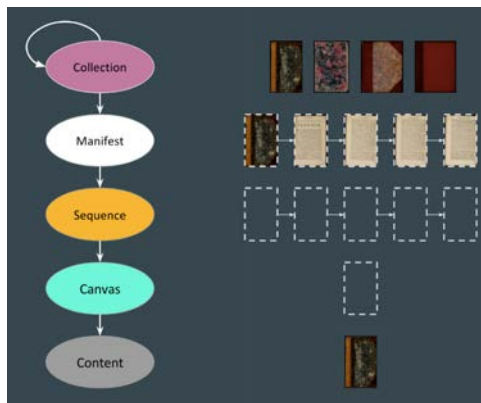 Collection
Manifest
Sequence
Canvas
Content